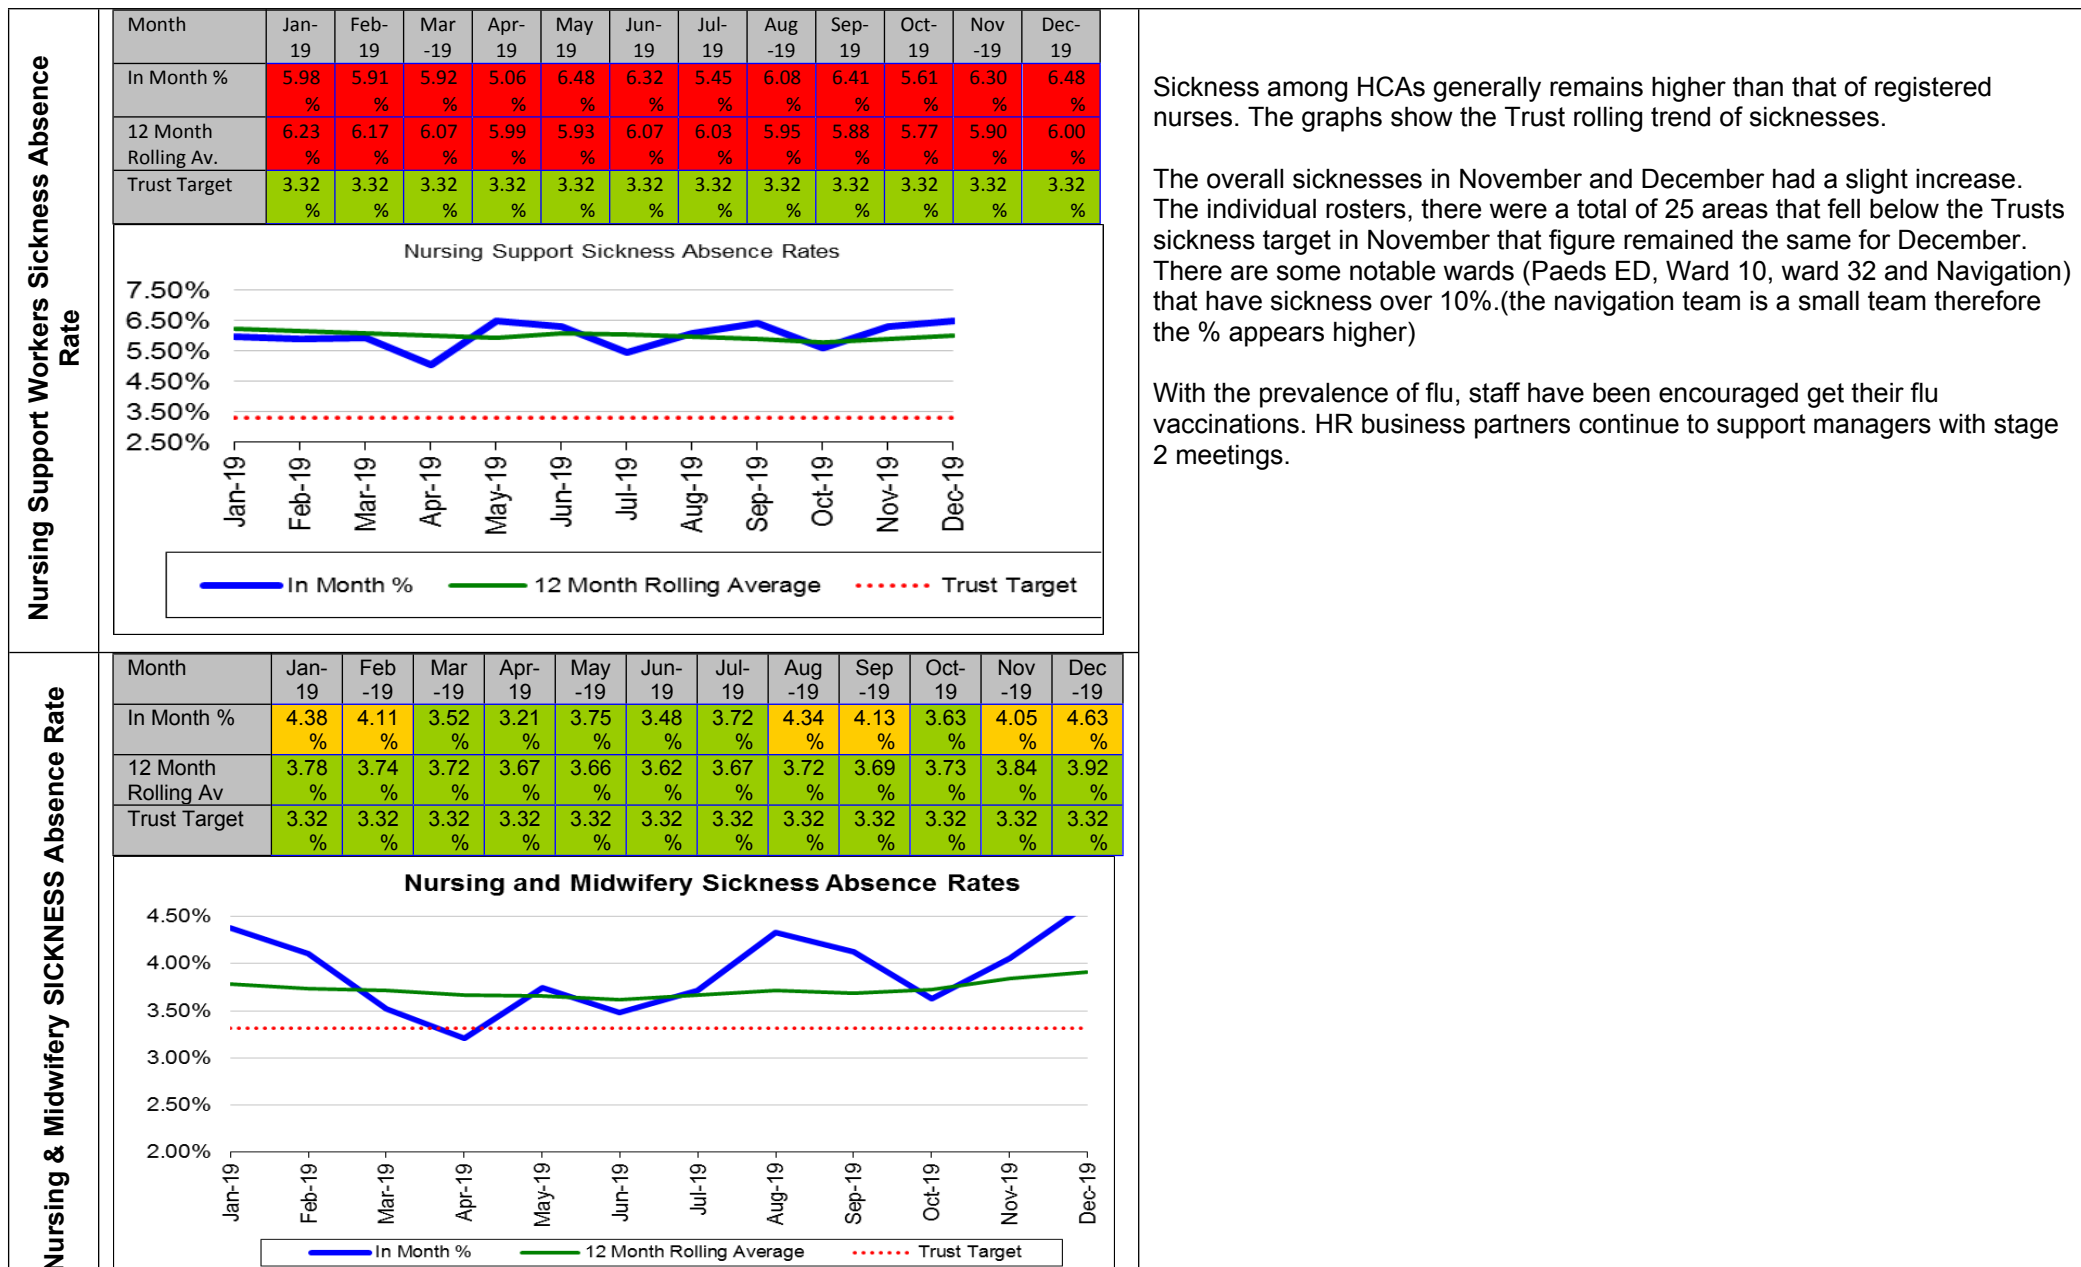 Nursing Support Workers Sickness Absence
Rate
Month Jan-19 Feb-19 Mar-19 Apr-19 May 19 Jun-19 Jul-19 Aug-19 Sep-19 Oct-19 Nov-19 Dec-19
In Month % 5.98% 5.91% 5.92% 5.06% 6.48% 6.32% 5.45% 6.08% 6.41% 5.61% 6.30% 6.48%
12 Month Rolling Av. 6.23% 6.17% 6.07% 5.99% 5.93% 6.07% 6.03% 5.95% 5.88% 5.77% 5.90% 6.00%
Trust Target 3.32% 3.32% 3.32% 3.32% 3.32% 3.32% 3.32% 3.32% 3.32% 3.32% 3.32% 3.32%
Nursing Support Sickness Absence Rates
7.50%
6.50%
5.50%
4.50%
3.50%
2.50%
Jan-19 Feb-19 Mar-19 Apr-19 May-19 Jun-19 Jul-19 Aug-19 Sep-19 Oct-19 Nov-19 Dec-19
In Month % 12 Month Rolling Average Trust Target
Sickness among HCAs generally remains higher than that of registered
nurses. The graphs show the Trust rolling trend of sicknesses.
The overall sicknesses in November and December had a slight increase.
The individual rosters, there were a total of 25 areas that fell below the Trusts
sickness target in November that figure remained the same for December.
There are some notable wards (Paeds ED, Ward 10, ward 32 and Navigation)
that have sickness over 10%.(the navigation team is a small team therefore
the % appears higher)
With the prevalence of flu, staff have been encouraged get their flu
vaccinations. HR business partners continue to support managers with stage
2 meetings.
Nursing & Midwifery SICKNESS Absence Rate
Month Jan-19 Feb-19 Mar-19 Apr-19 May-19 Jun-19 Jul-19 Aug-19 Sep-19 Oct-19 Nov-19 Dec-19
In Month % 4.38% 4.11% 3.52% 3.21% 3.75% 3.48% 3.72% 4.34% 4.13% 3.63% 4.05% 4.63%
12 Month Rolling Av 3.78% 3.74% 3.72% 3.67% 3.66% 3.62% 3.67% 3.72% 3.69% 3.73% 3.84% 3.92%
Trust Target 3.32% 3.32% 3.32% 3.32% 3.32% 3.32% 3.32% 3.32% 3.32% 3.32% 3.32% 3.32%
Nursing and Midwifery Sickness Absence Rates
4.50%
4.00%
3.50%
3.00%
2.50%
2.00%
Jan-19 Feb-19 Mar-19 Apr-19 May-19 Jun-19 Jul-19 Aug-19 Sep-19 Oct-19 Nov-19 Dec-19
In Month % 12 Month Rolling Average Trust Target